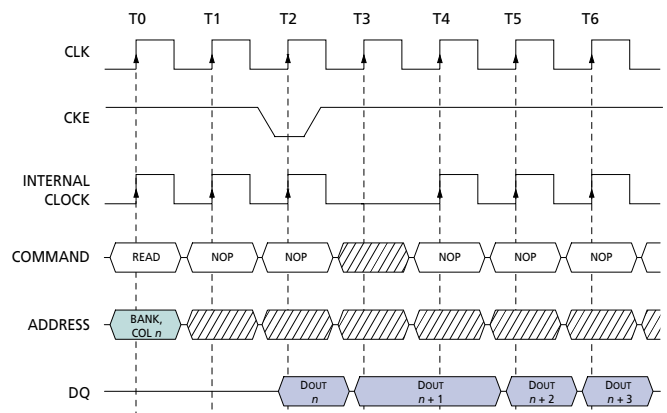 T0 T1 T2 T3 T4 T5 T6
CLK
CKE
INTERNAL
CLOCK
COMMAND READ NOP NOP NOP NOP NOP
ADDRESS BANK,
COL n
DQ DOUT DOUT DOUT DOUT
n n + 1 n + 2 n + 3